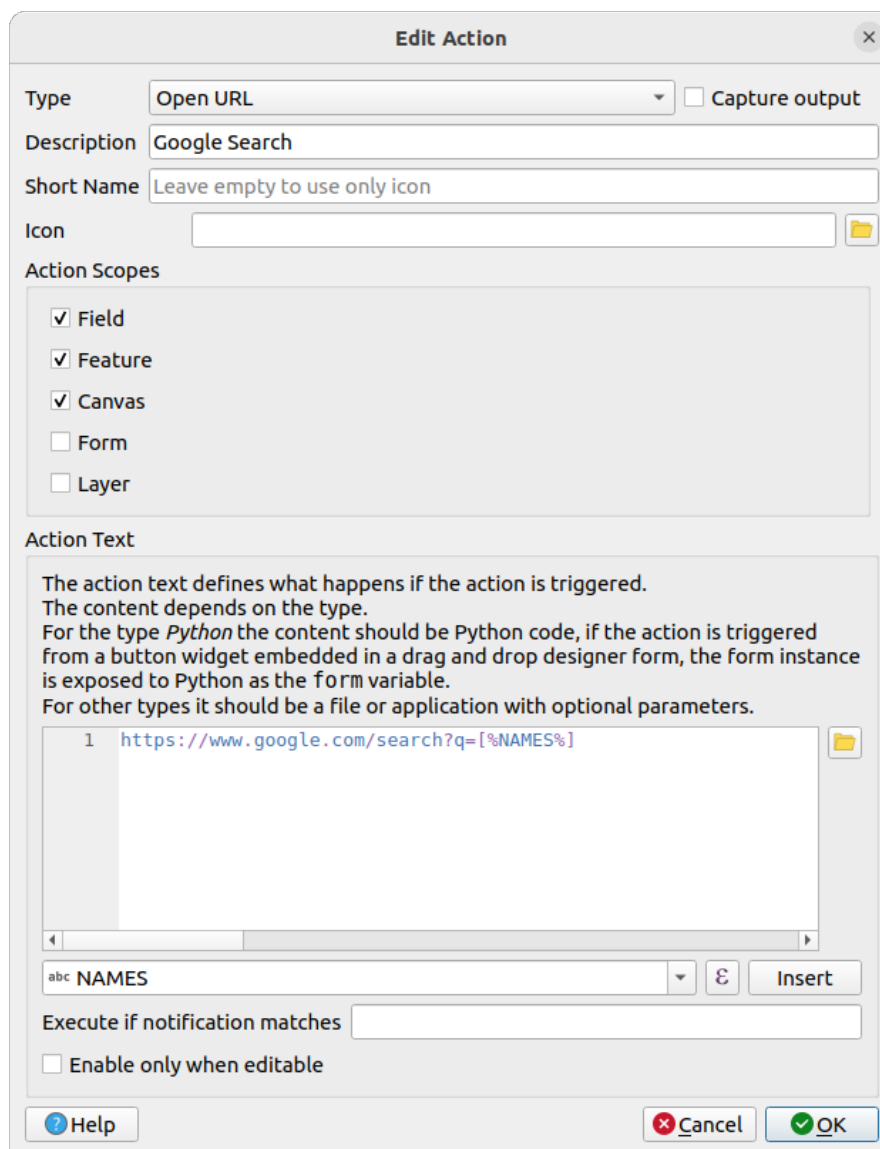 Edit Action
Type Open URL Capture output
Description Google Search
Short Name Leave empty to use only icon
Icon
Action Scopes
Field
Feature
Canvas
Form
Layer
Action Text
The action text defines what happens if the action is triggered.
The content depends on the type.
For the type Python the content should be Python code, if the action is triggered
from a button widget embedded in a drag and drop designer form, the form instance
is exposed to Python as the form variable.
For other types it should be a file or application with optional parameters.
1 https://www.google.com/search?q=[%NAMES%]
abc NAMES ε Insert
Execute if notification matches
Enable only when editable
? Help Cancel OK